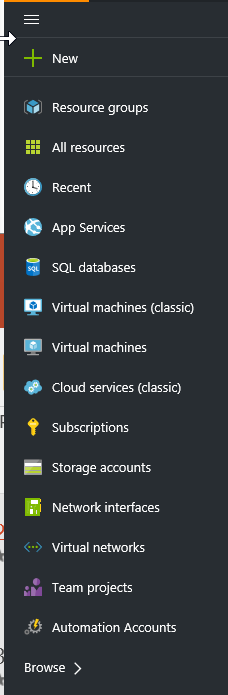 New
Resource groups
All resources
Recent
App Services
SQL databases
Virtual machines (classic)
Virtual machines
Cloud services (classic)
Subscriptions
Storage accounts
Network interfaces
Virtual networks
Team projects
Automation Accounts
Browse